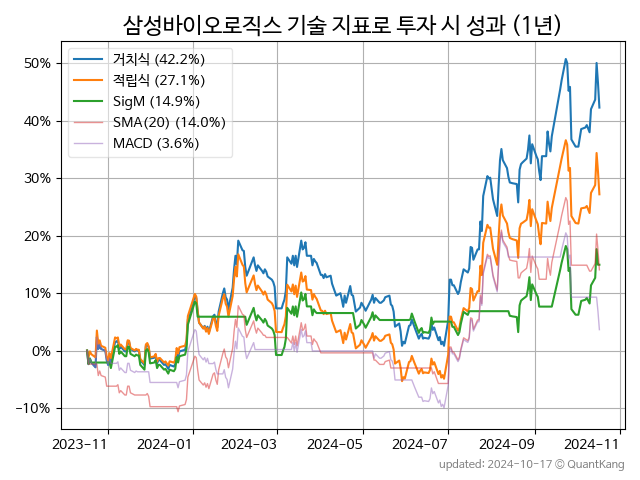 삼성바이오로직스 기술 지표로 투자 시 성과 (1년)
거치식 (42.2%)
적립식 (27.1%)
SigM (14.9%)
SMA(20) (14.0%)
MACD (3.6%)
50%
40%
30%
20%
10%
0%
−10%
2023-11
2024-01
2024-03
2024-05
2024-07
2024-09
2024-11
updated: 2024-10-17 © QuantKang